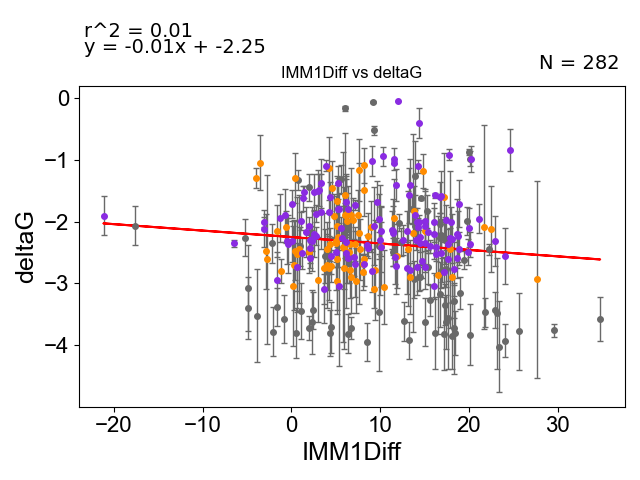 r^2 = 0.01
y = -0.01x + -2.25
N = 282
IMM1Diff vs deltaG
0
−1
−2
−3
−4
deltaG
−20
−10
0
10
20
30
IMM1Diff